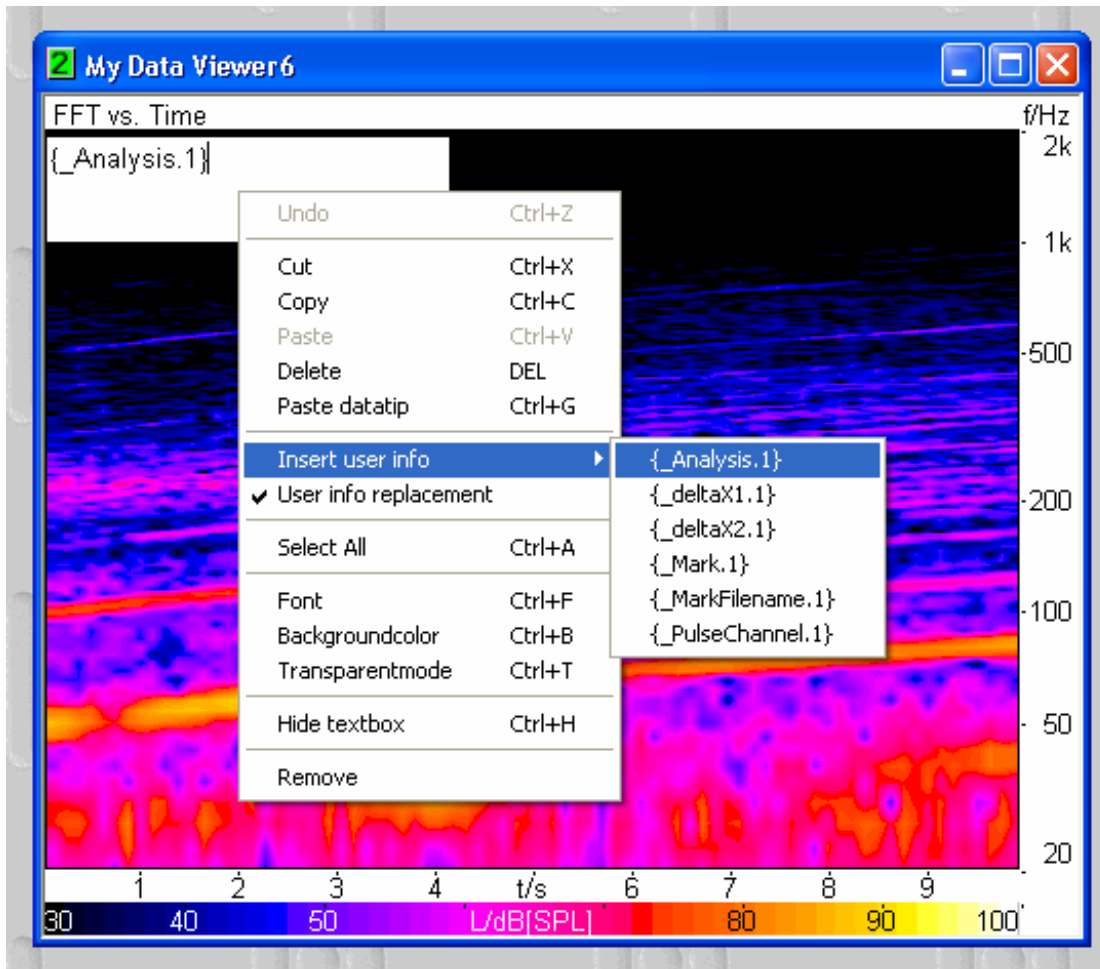 2 My Data Viewer6
FFT vs. Time f/Hz
{_Analysis.1}
2k
1k
500
200
100
50
20
Undo Ctrl+Z
Cut Ctrl+X
Copy Ctrl+C
Paste Ctrl+V
Delete DEL
Paste datatip Ctrl+G
Insert user info
User info replacement
Select All Ctrl+A
Font Ctrl+F
Backgroundcolor Ctrl+B
Transparentmode Ctrl+T
Hide textbox Ctrl+H
Remove
{_Analysis.1}
{_deltaX1.1}
{_deltaX2.1}
{_Mark.1}
{_MarkFilename.1}
{_PulseChannel.1}
1 2 3 4 t/s 6 7 8 9
30 40 50 L/dB[SPL] 80 90 100